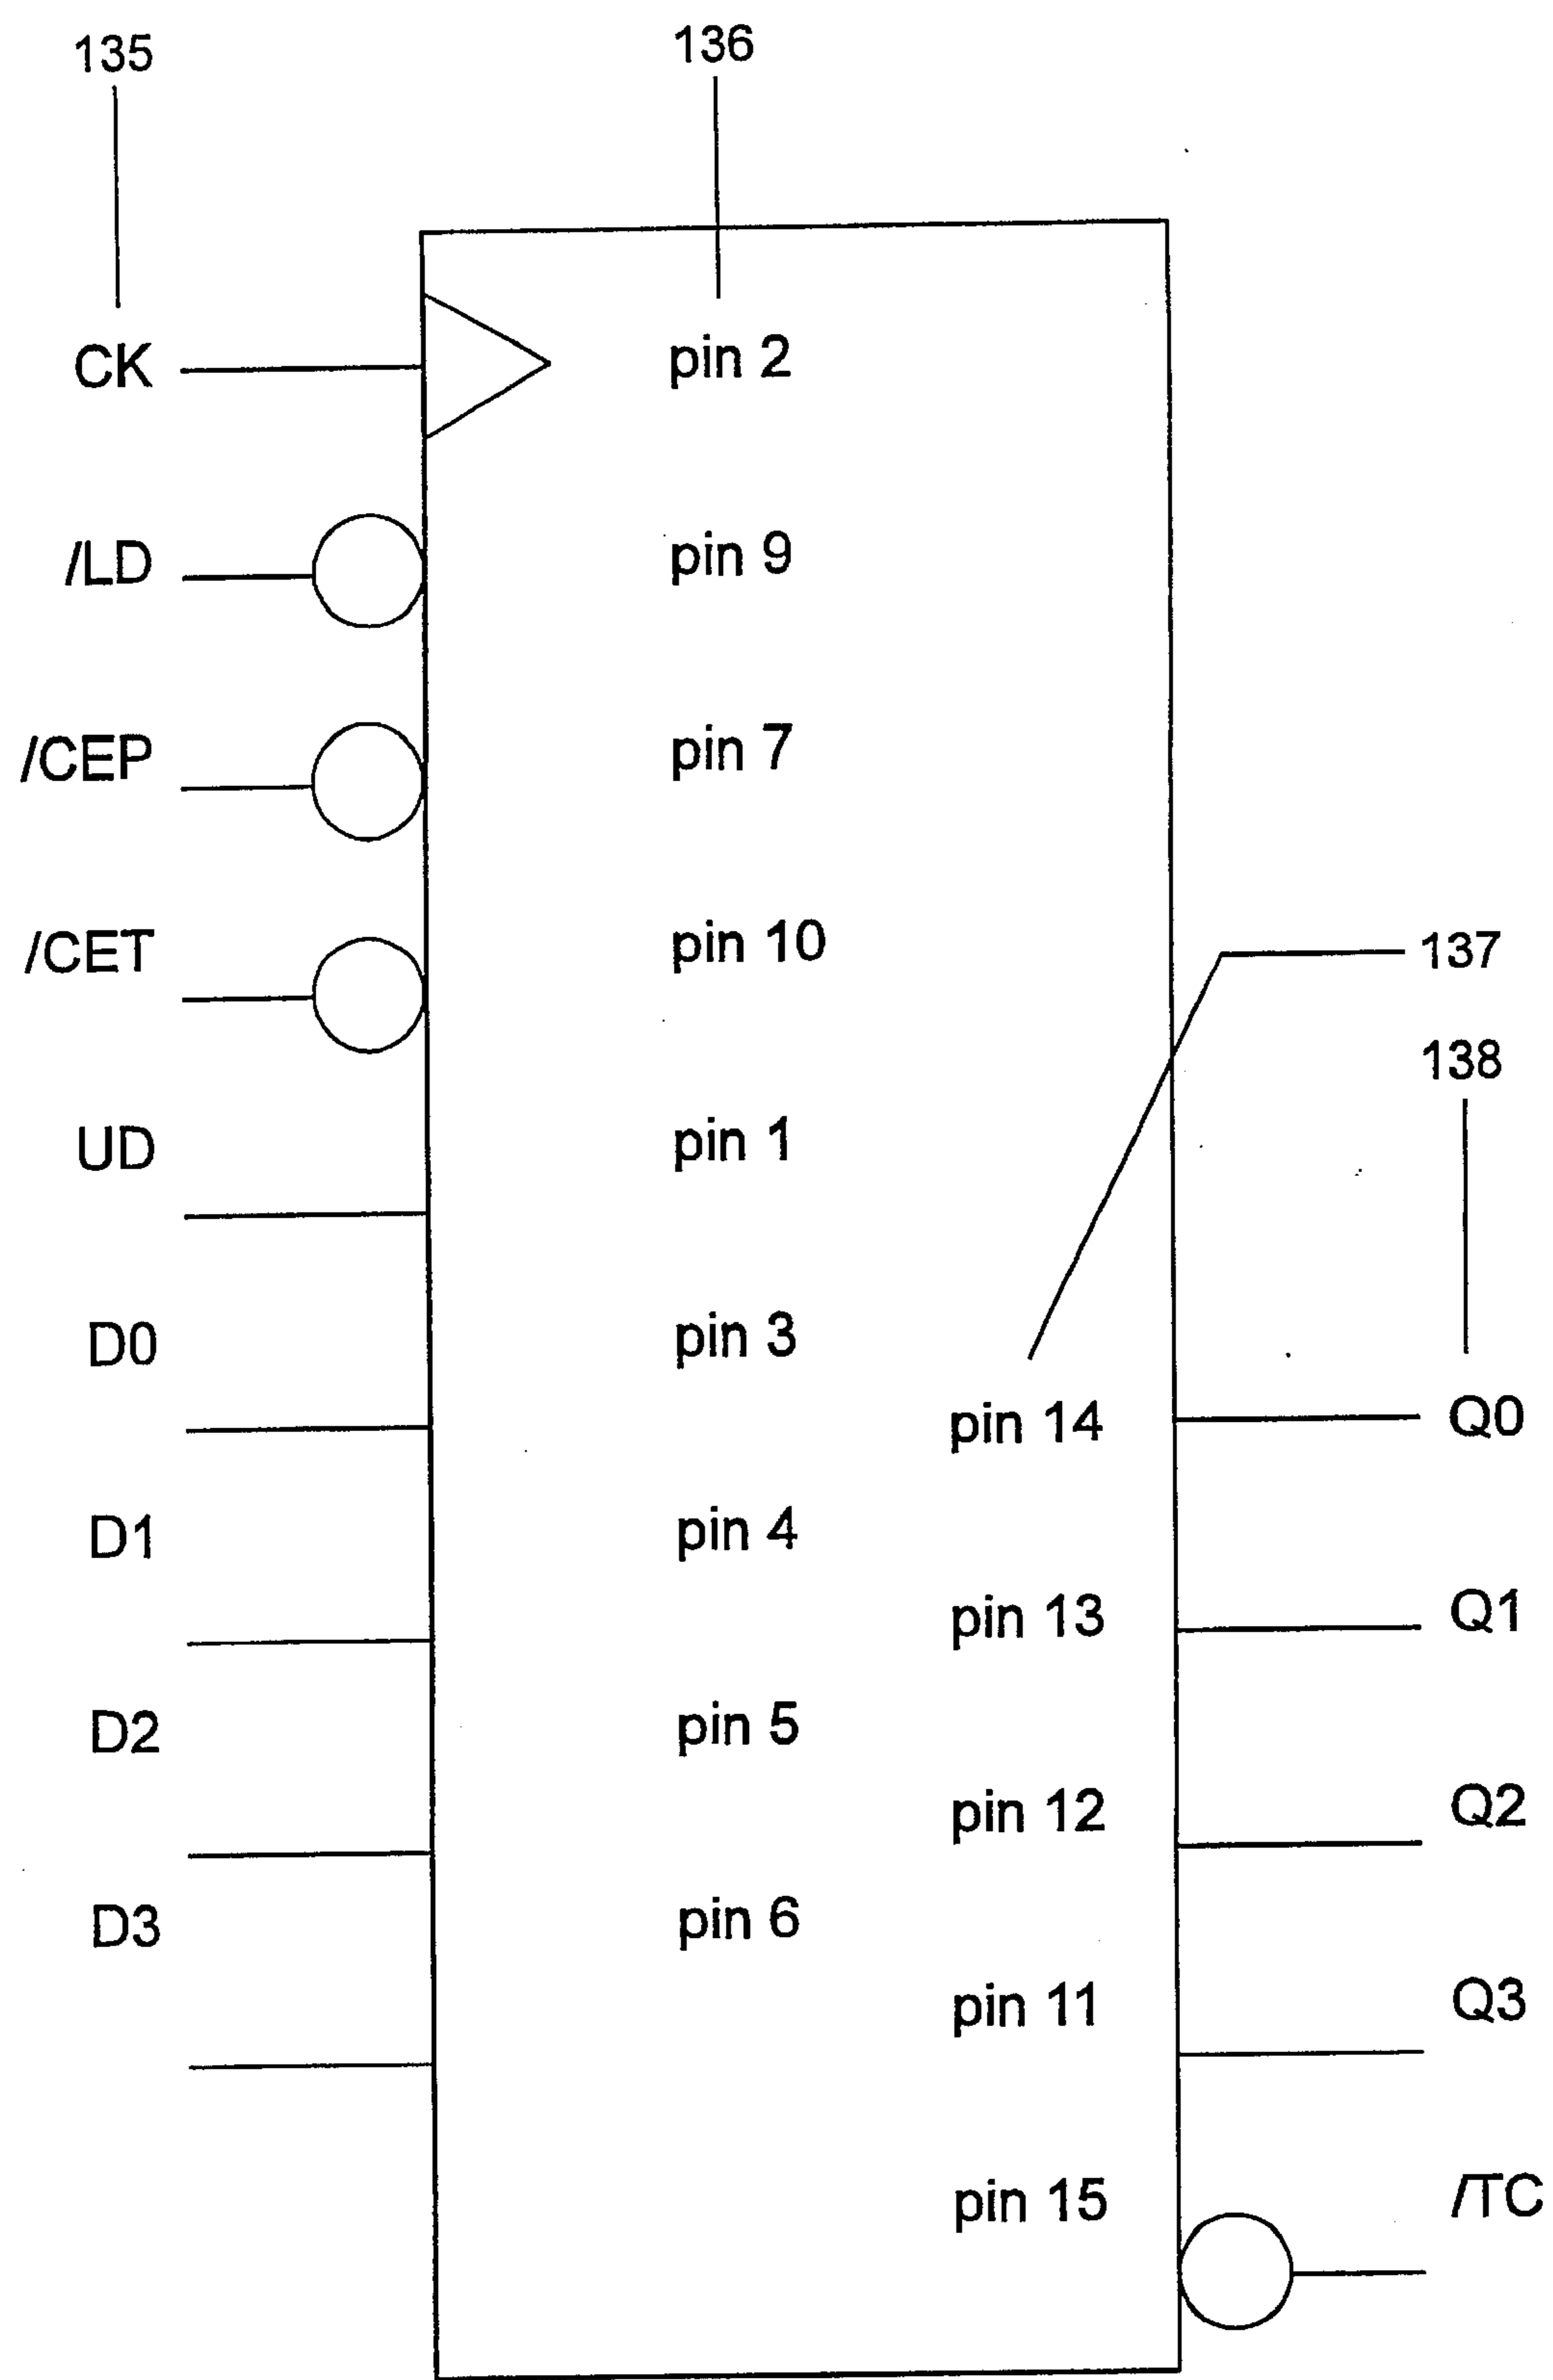 135 136
CK pin 2
/LD pin 9
/CEP pin 7
/CET pin 10 137
138
UD pin 1
D0 pin 3
pin 14 Q0
D1 pin 4
pin 13 Q1
D2 pin 5
pin 12 Q2
D3 pin 6
pin 11 Q3
pin 15 /TC